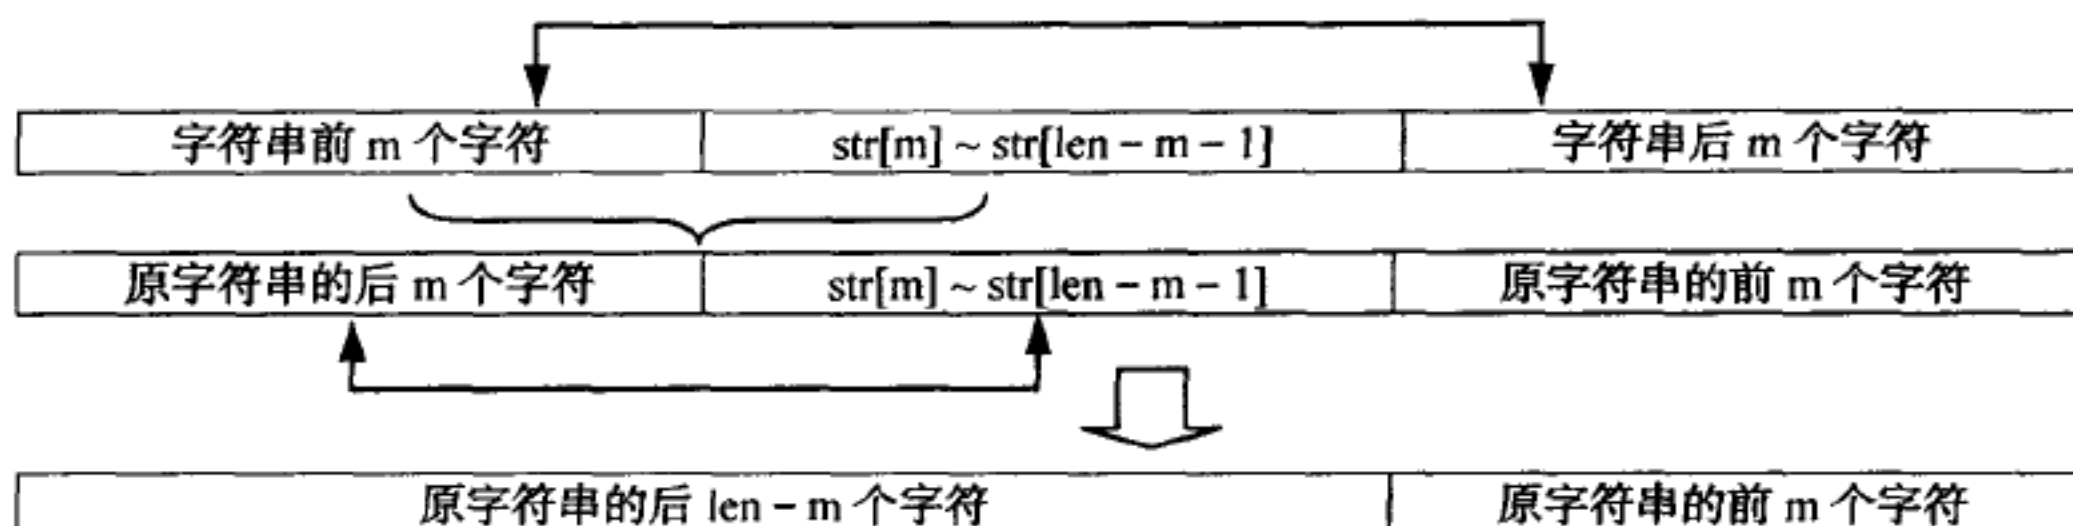 字符串前 m 个字符 str[m] ~ str[len – m – 1] 字符串后 m 个字符
原字符串的后 m 个字符 str[m] ~ str[len – m – 1] 原字符串的前 m 个字符
原字符串的后 len – m 个字符 原字符串的前 m 个字符